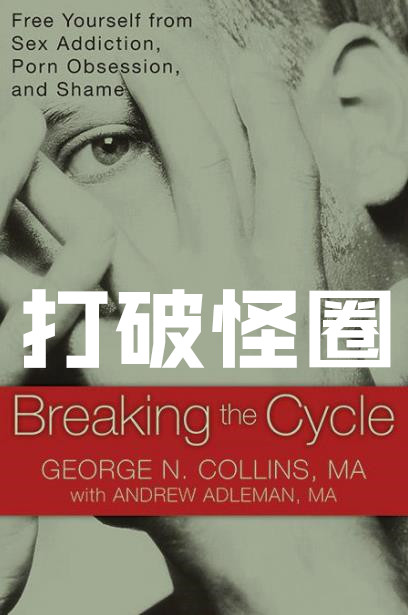 Free Yourself from
Sex Addiction,
Porn Obsession,
and Shame
打破怪圈
Breaking the Cycle
GEORGE N. COLLINS, MA
with ANDREW ADLEMAN, MA